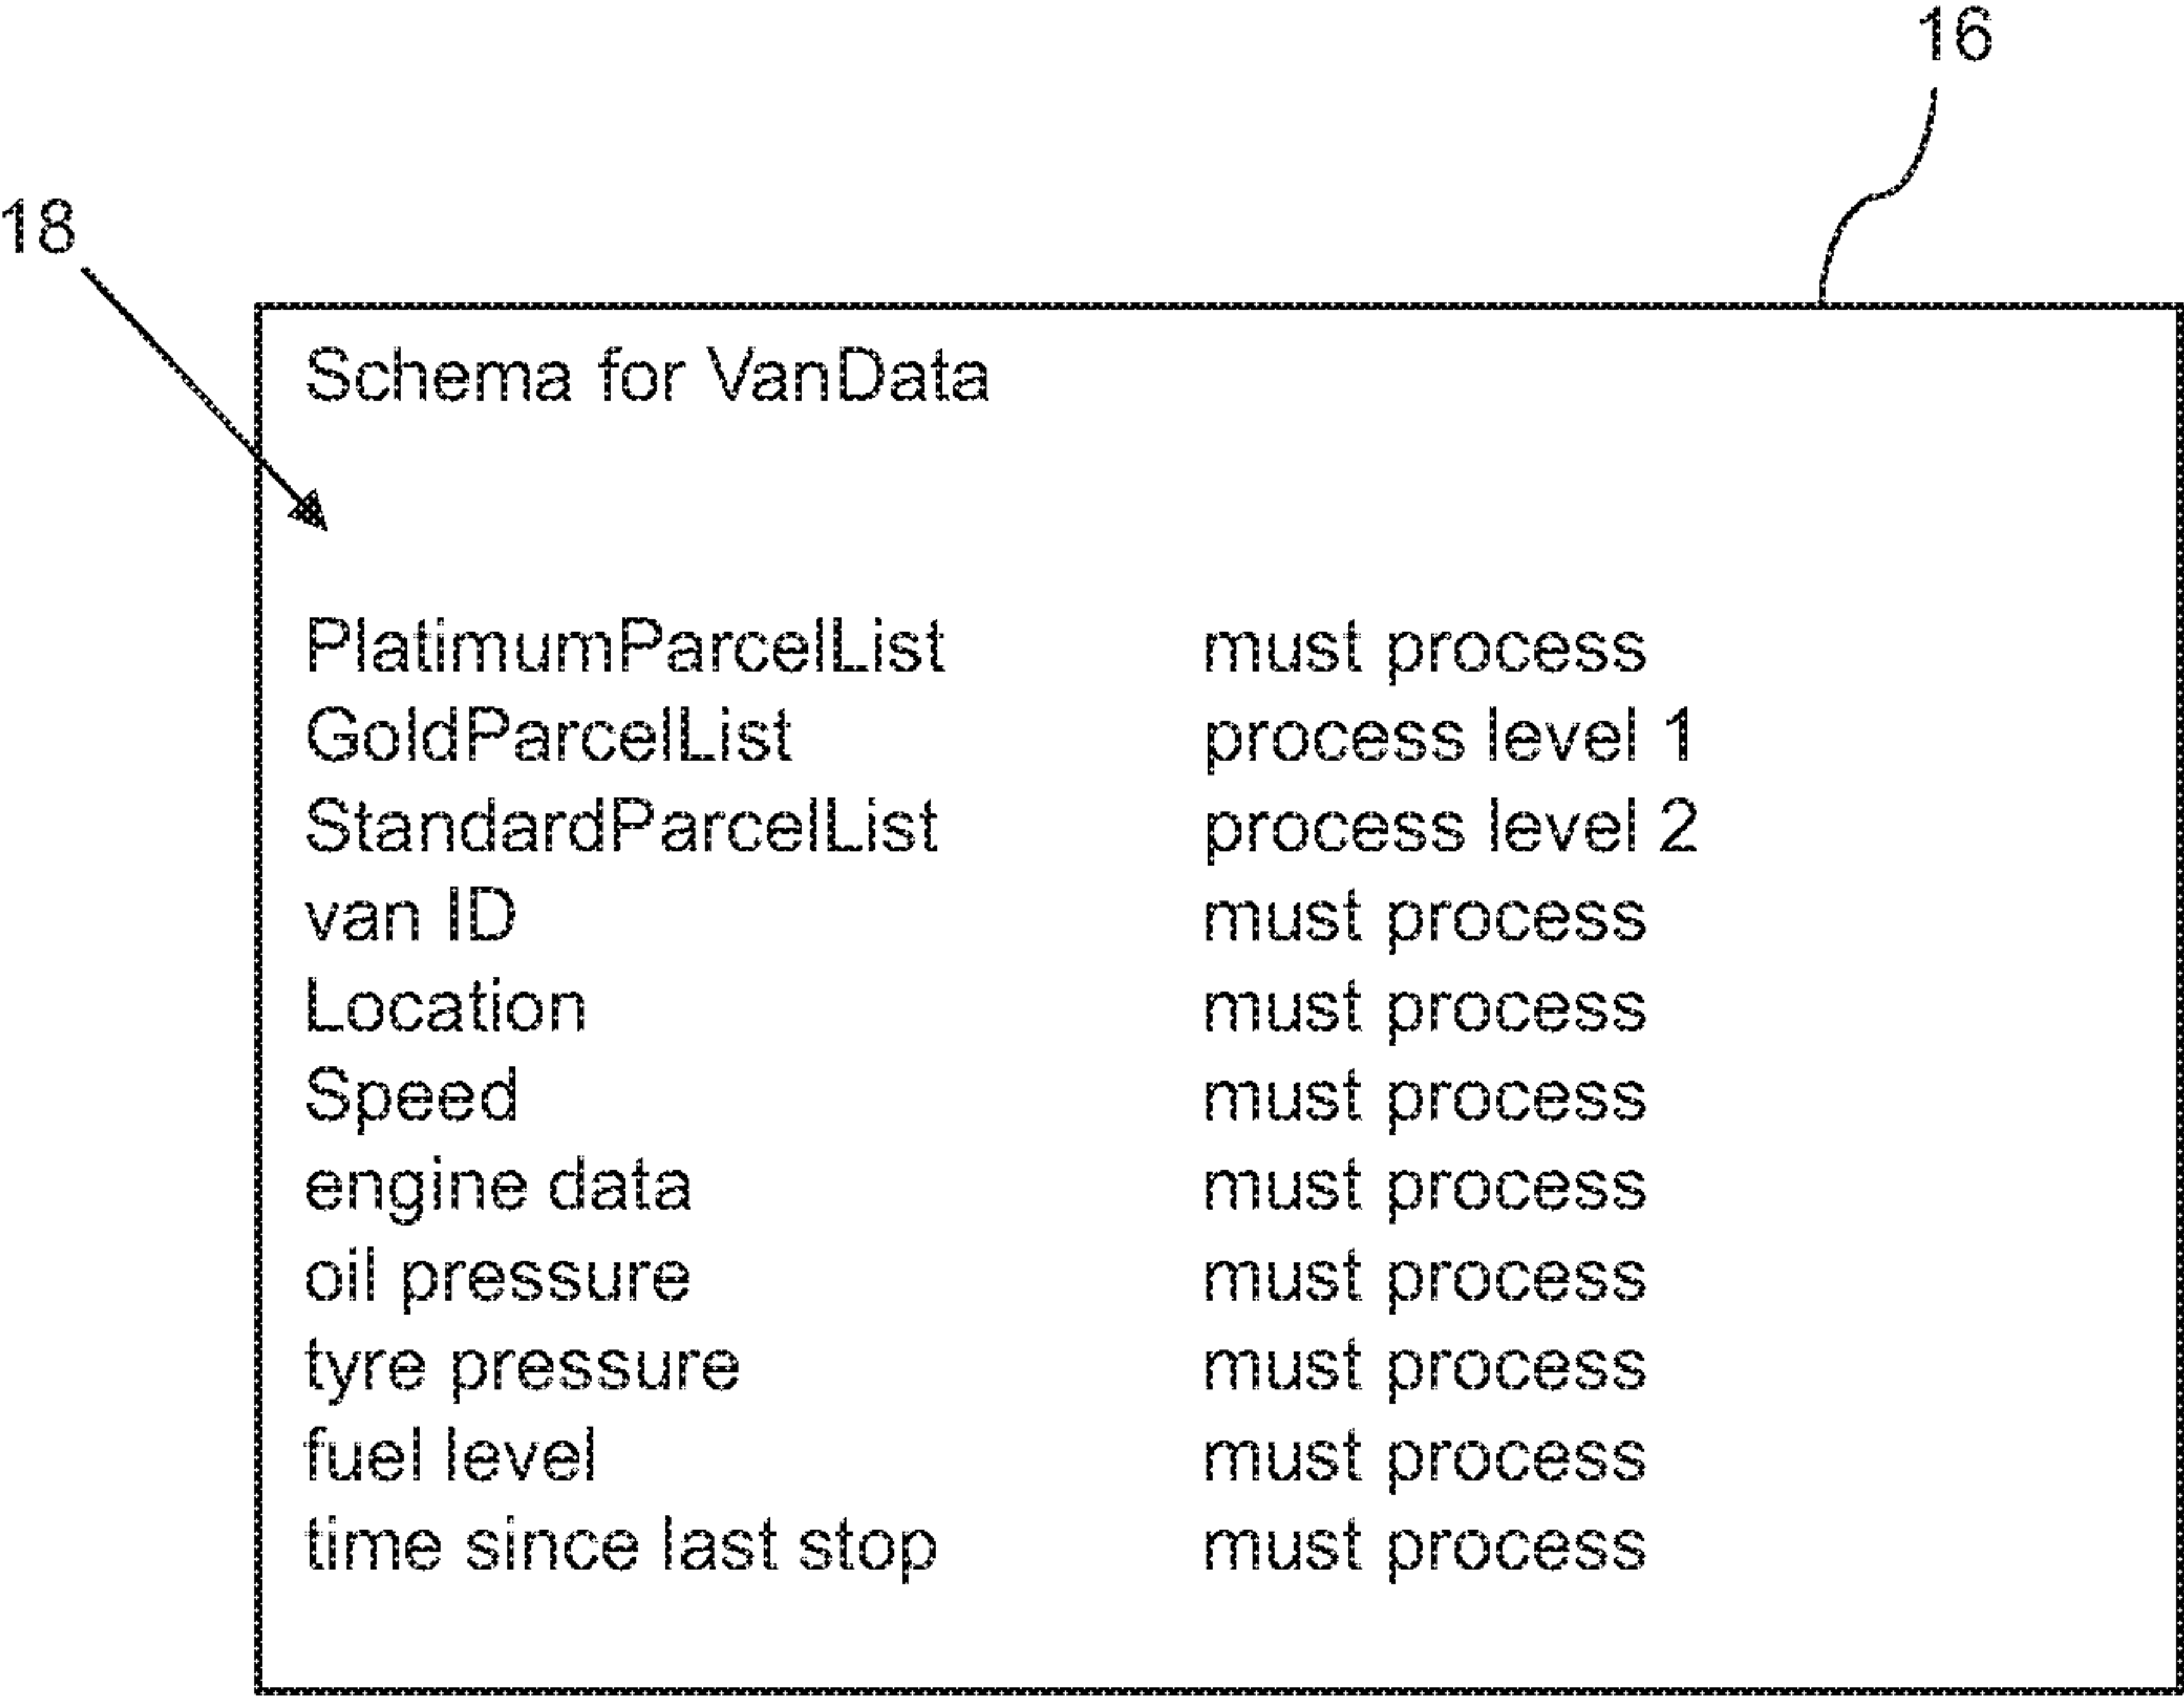 16
18
Schema for VanData
PlatimumParcelList must process
GoldParcelList process level 1
StandardParcelList process level 2
van ID must process
Location must process
Speed must process
engine data must process
oil pressure must process
tyre pressure must process
fuel level must process
time since last stop must process